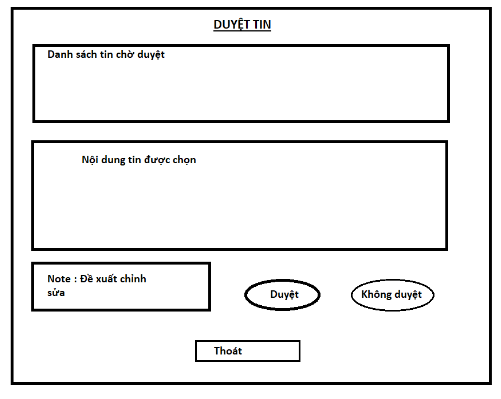 DUYỆT TIN
Danh sách tin chờ duyệt
Nội dung tin được chọn
Note : Đề xuất chỉnh
sửa
Duyệt
Không duyệt
Thoát